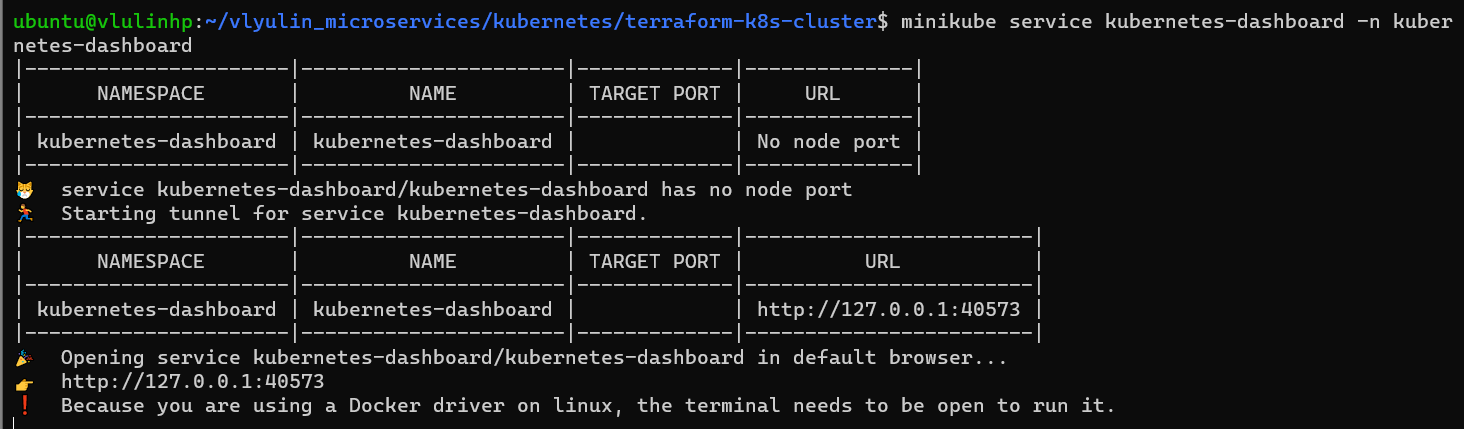 ubuntu@vlulinhp:~/vlyulin_microservices/kubernetes/terraform-k8s-cluster$ minikube service kubernetes-dashboard -n kuber
netes-dashboard
|----------------------|----------------------|-------------|--------------|
| NAMESPACE | NAME | TARGET PORT | URL |
|----------------------|----------------------|-------------|--------------|
| kubernetes-dashboard | kubernetes-dashboard | | No node port |
|----------------------|----------------------|-------------|--------------|
😿 service kubernetes-dashboard/kubernetes-dashboard has no node port
🏃 Starting tunnel for service kubernetes-dashboard.
|----------------------|----------------------|-------------|------------------------|
| NAMESPACE | NAME | TARGET PORT | URL |
|----------------------|----------------------|-------------|------------------------|
| kubernetes-dashboard | kubernetes-dashboard | | http://127.0.0.1:40573 |
|----------------------|----------------------|-------------|------------------------|
🎉 Opening service kubernetes-dashboard/kubernetes-dashboard in default browser...
👉 http://127.0.0.1:40573
❗ Because you are using a Docker driver on linux, the terminal needs to be open to run it.